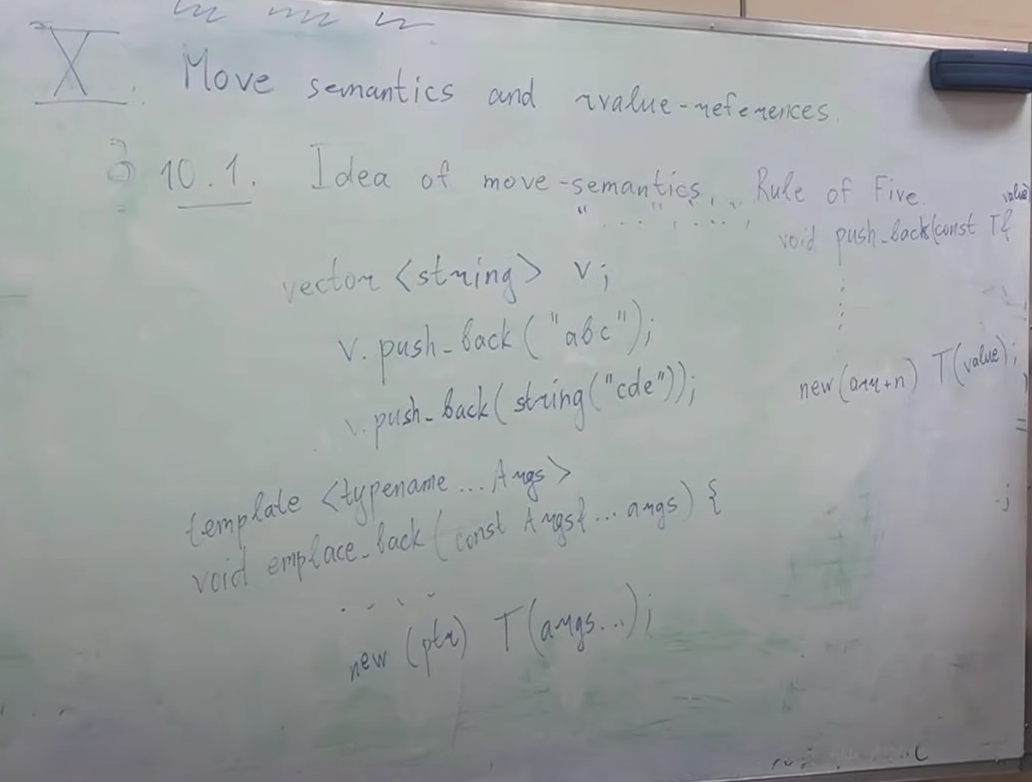 X. Move semantics and rvalue-references.
§ 10.1. Idea of move-semantics. Rule of Five.
vector <string> v;
v.push_back("abc");
v.push_back(string("cde"));
template <typename... Args>
void emplace_back(const Args& ... args) {
. . . .
new (ptr) T(args...);
value
void push_back(const T&
new(arr+n) T(value);